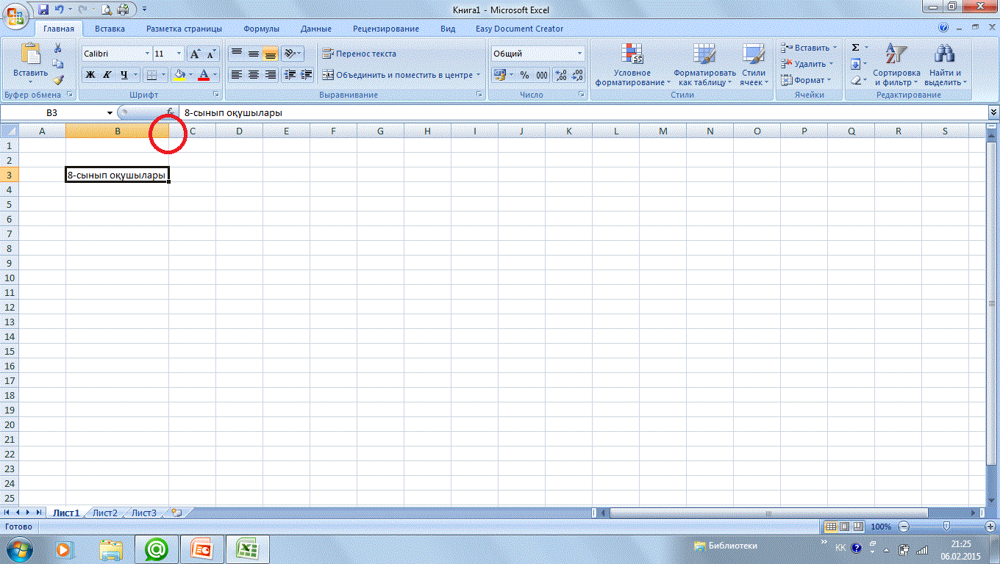 Книга1 - Microsoft Excel
Главная Вставка Разметка страницы Формулы Данные Рецензирование Вид Easy Document Creator
Вставить
Буфер обмена
Calibri 11
Ж К Ч
Шрифт
Перенос текста
Объединить и поместить в центре
Выравнивание
Общий
% 000
,00 ,00
Число
Условное форматирование
Форматировать как таблицу
Стили ячеек
Стили
Вставить
Удалить
Формат
Ячейки
Σ
Сортировка и фильтр
Найти и выделить
Редактирование
B3 fx 8-сынып оқушылары
A B C D E F G H I J K L M N O P Q R S
1
2
3 8-сынып оқушылары
4
5
6
7
8
9
10
11
12
13
14
15
16
17
18
19
20
21
22
23
24
25
Лист1 Лист2 Лист3
Готово 100%
Библиотеки KK 21:25
06.02.2015